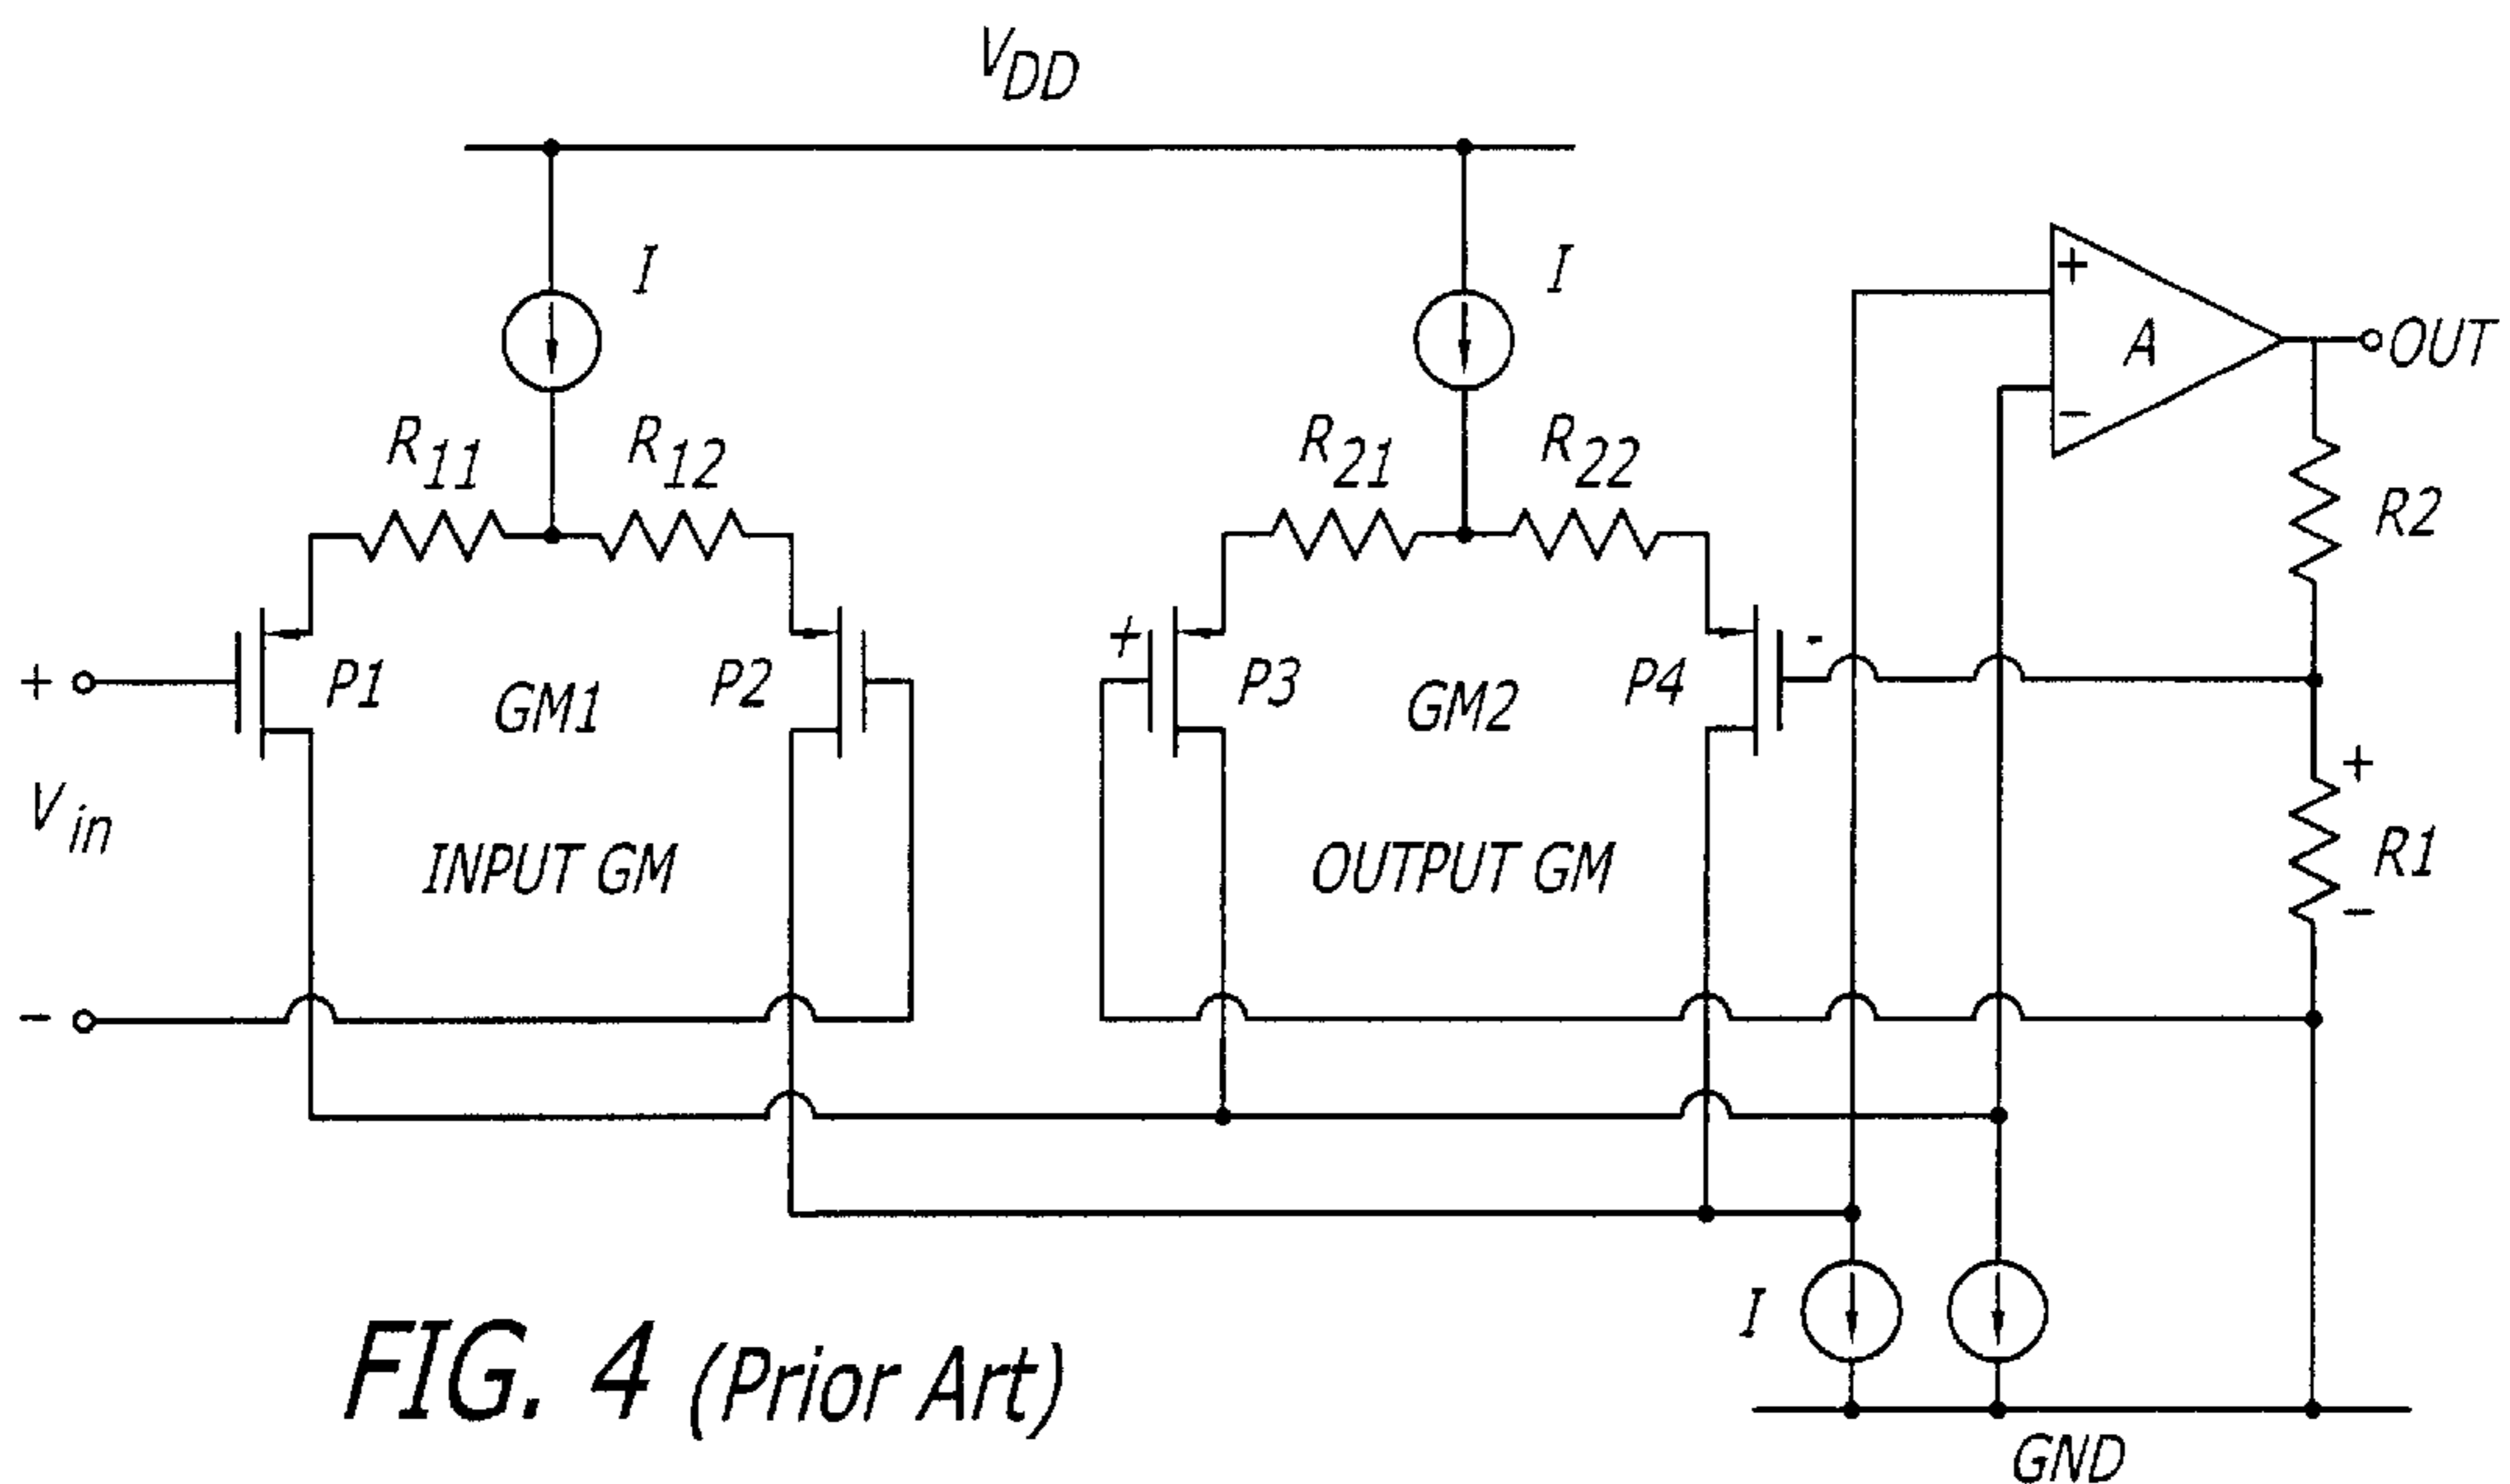 VDD
I
I
+
A
−
OUT
R11
R12
R21
R22
R2
+
P1
GM1
P2
+
P3
GM2
P4
-
+
R1
−
Vin
INPUT GM
OUTPUT GM
−
I
FIG. 4 (Prior Art)
GND